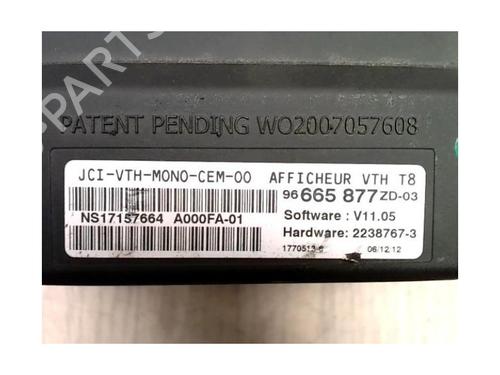 PARTS
PATENT PENDING WO2007057608
JCI-VTH-MONO-CEM-00 AFFICHEUR VTH T8
96 665 877 ZD-03
NS17157664 A000FA-01
Software : V11.05
Hardware: 2238767-3
06/12/12